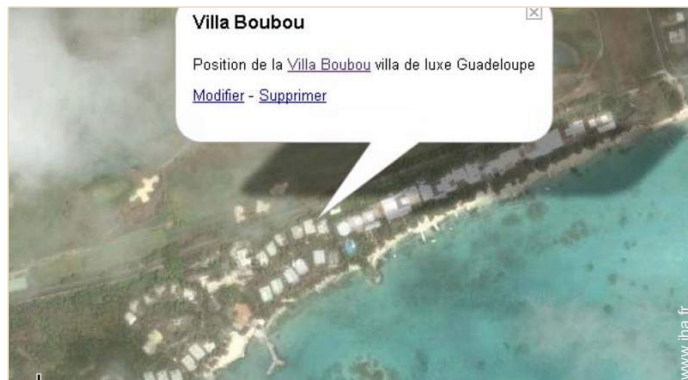 Villa Boubou
Position de la Villa Boubou villa de luxe Guadeloupe
Modifier - Supprimer
www.iha.fr